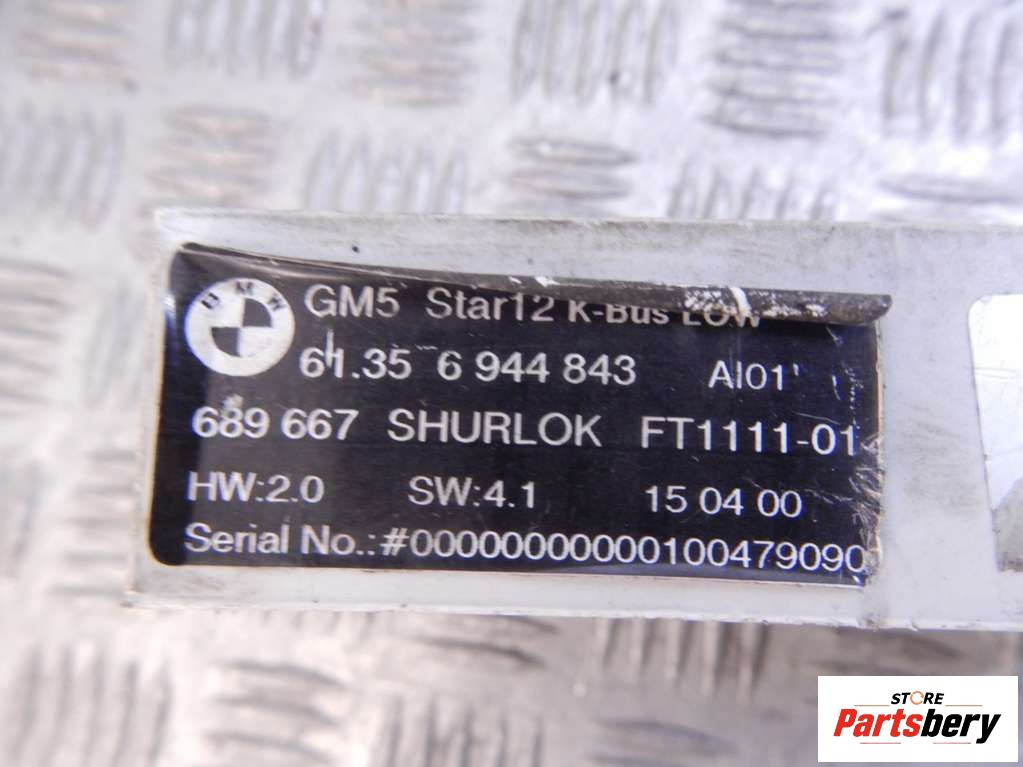 BMW
GM5 Star12 K-Bus LOW
61.35 6 944 843 AI01
689 667 SHURLOK FT1111-01
HW:2.0 SW:4.1 15 04 00
Serial No.:#00000000000100479090
STORE
Partsbery